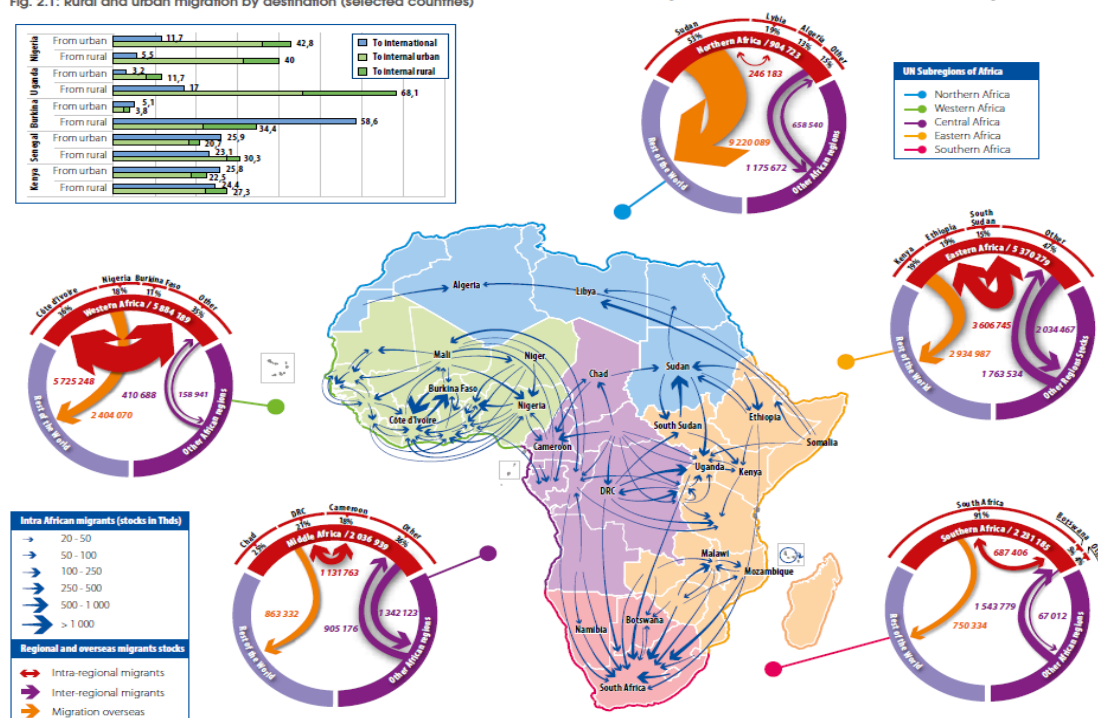 Fig. 2.1: Rural and urban migration by destination (selected countries)
Nigeria
From urban
11,7
42,8
From rural
5,5
40
Uganda
From urban
3,2
11,7
From rural
17
68,1
Burkina
From urban
5,1
3,8
From rural
58,6
34,4
Senegal
From urban
25,9
20,7
From rural
23,1
30,3
Kenya
From urban
25,8
22,5
From rural
24,4
27,3
To international
To internal urban
To internal rural
Sudan
53%
Lybia
19%
Algeria
13%
Other
15%
Northern Africa / 904 723
246 183
658 540
9 220 089
1 175 672
Rest of the World
Other African regions
UN Subregions of Africa
Northern Africa
Western Africa
Central Africa
Eastern Africa
Southern Africa
Kenya
19%
Ethiopia
19%
South Sudan
15%
Other
47%
Eastern Africa / 5 370 279
3 606 745
2 034 467
2 934 987
1 763 534
Rest of the World
Other Regions Stocks
Côte d'Ivoire
36%
Nigeria
18%
Burkina Faso
11%
Other
35%
Western Africa / 5 884 189
5 725 248
410 688
158 941
2 404 070
Rest of the World
Other African regions
Algeria
Libya
Mali
Niger
Chad
Sudan
Burkina Faso
Nigeria
Côte d'Ivoire
Ethiopia
South Sudan
Somalia
Cameroon
Uganda
Kenya
DRC
Malawi
Mozambique
Namibia
Botswana
South Africa
Intra African migrants (stocks in Thds)
20 - 50
50 - 100
100 - 250
250 - 500
500 - 1 000
> 1 000
Regional and overseas migrants stocks
Intra-regional migrants
Inter-regional migrants
Migration overseas
Chad
25%
DRC
21%
Cameroon
18%
Other
36%
Middle Africa / 2 036 939
1 131 763
863 332
1 342 123
905 176
Rest of the World
Other African regions
South Africa
91%
Botswana
Southern Africa / 2 231 185
687 406
1 543 779
67 012
750 334
Rest of the World
Other African regions